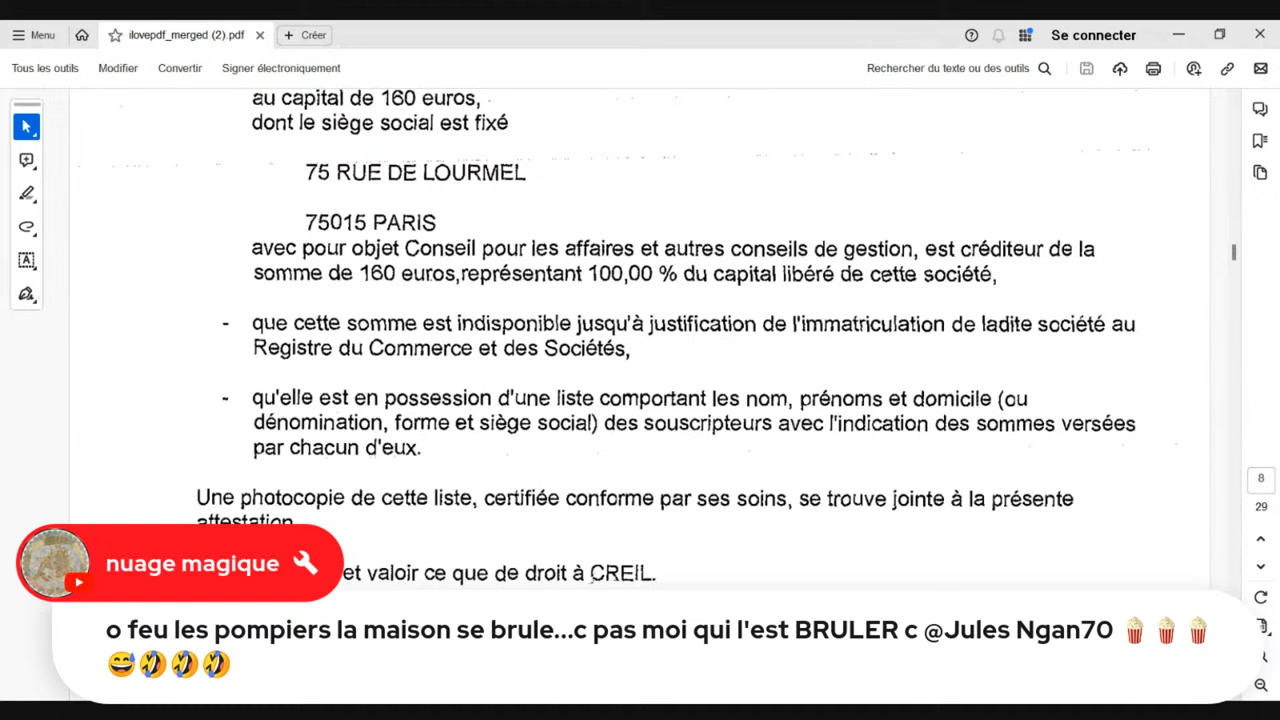 Menu
ilovepdf_merged (2).pdf
Créer
Se connecter
Tous les outils
Modifier
Convertir
Signer électroniquement
Rechercher du texte ou des outils
au capital de 160 euros,
dont le siège social est fixé
75 RUE DE LOURMEL
75015 PARIS
avec pour objet Conseil pour les affaires et autres conseils de gestion, est créditeur de la
somme de 160 euros,représentant 100,00 % du capital libéré de cette société,
- que cette somme est indisponible jusqu'à justification de l'immatriculation de ladite société au
Registre du Commerce et des Sociétés,
- qu'elle est en possession d'une liste comportant les nom, prénoms et domicile (ou
dénomination, forme et siège social) des souscripteurs avec l'indication des sommes versées
par chacun d'eux.
Une photocopie de cette liste, certifiée conforme par ses soins, se trouve jointe à la présente
attestation
et valoir ce que de droit à CREIL.
8
29
nuage magique
o feu les pompiers la maison se brule...c pas moi qui l'est BRULER c @Jules Ngan70 🍿🍿🍿
😅🤣🤣🤣